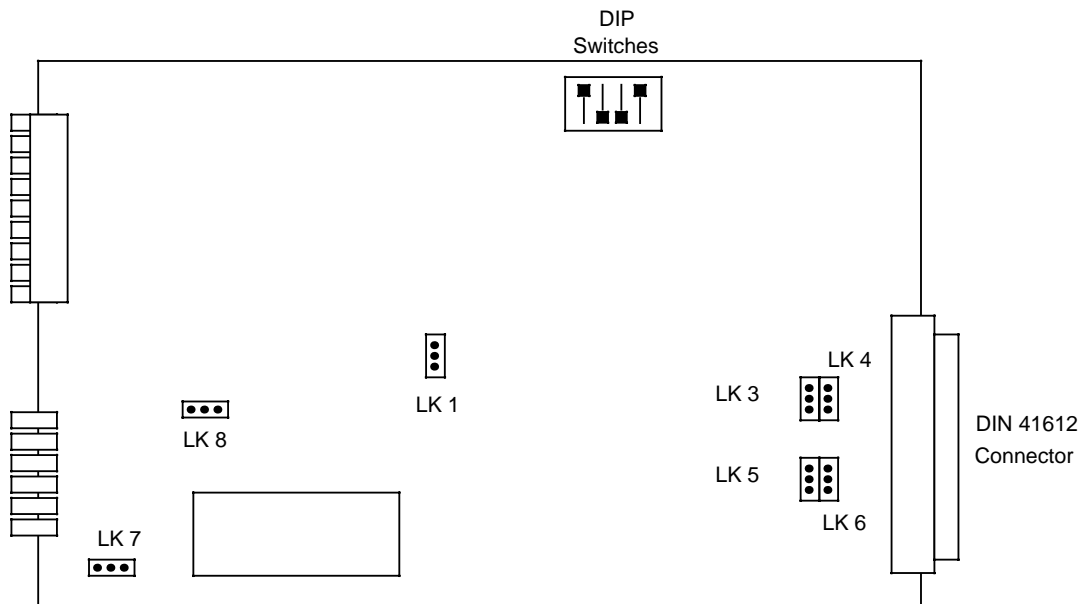 DIP
Switches
LK 4
LK 3
LK 1
DIN 41612
Connector
LK 8
LK 5
LK 6
LK 7